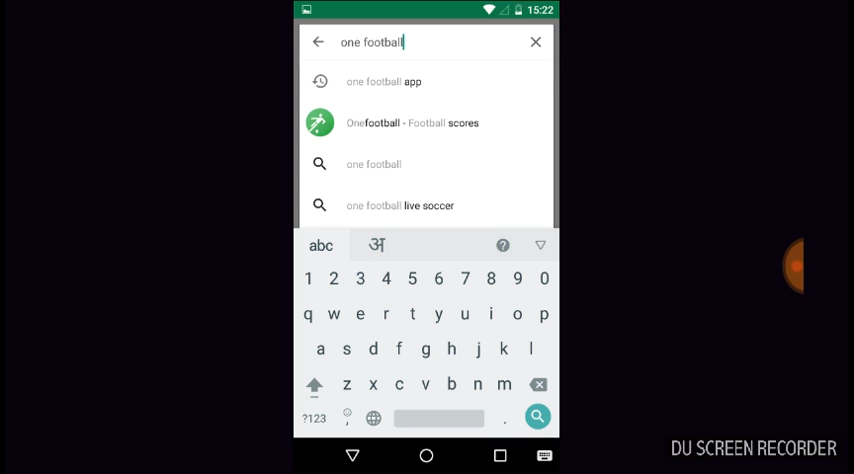 15:22
one football
one football app
Onefootball - Football scores
one football
one football live soccer
abc अ
1 2 3 4 5 6 7 8 9 0
q w e r t y u i o p
a s d f g h j k l
z x c v b n m
?123 , .
DU SCREEN RECORDER